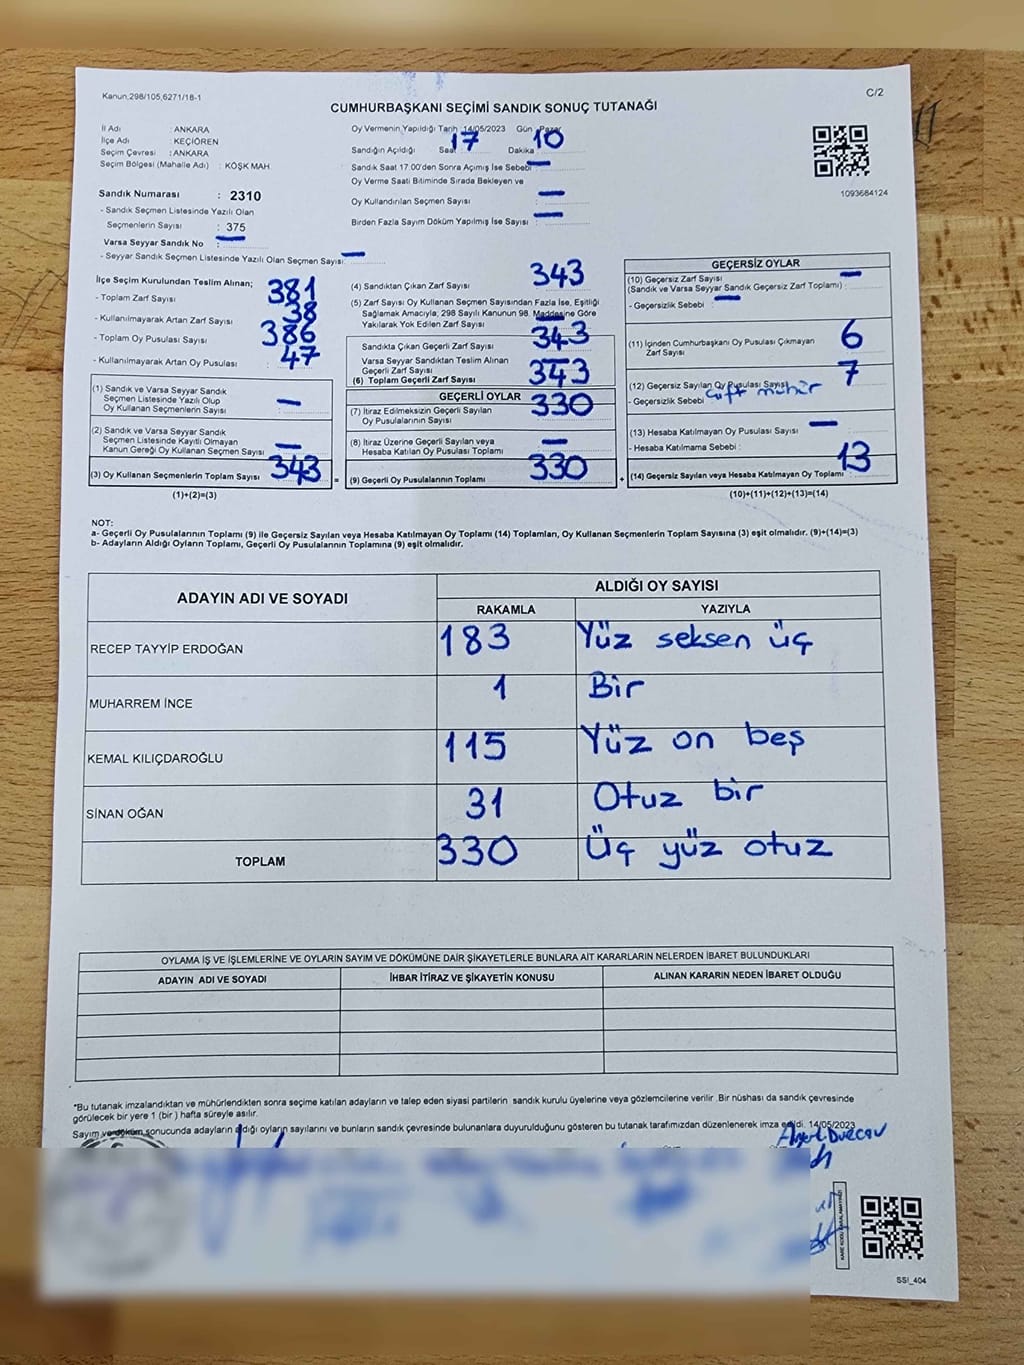 Kanun,298/105,6271/18-1
C/2
CUMHURBAŞKANI SEÇİMİ SANDIK SONUÇ TUTANAĞI
İl Adı : ANKARA
İlçe Adı : KEÇİÖREN
Seçim Çevresi : ANKARA
Seçim Bölgesi (Mahalle Adı) : KÖŞK MAH.
Sandık Numarası : 2310
- Sandık Seçmen Listesinde Yazılı Olan
Seçmenlerin Sayısı : 375
Varsa Seyyar Sandık No : —
- Seyyar Sandık Seçmen Listesinde Yazılı Olan Seçmen Sayısı: —
Oy Vermenin Yapıldığı Tarih :14/05/2023 Gün :Pazar
Sandığın Açıldığı Saat 17 Dakika 10
Sandık Saat 17.00'den Sonra Açımış İse Sebebi —
Oy Verme Saati Bitiminde Sırada Bekleyen ve
Oy Kullandırılan Seçmen Sayısı : —
Birden Fazla Sayım Döküm Yapılmış İse Sayısı : —
1093684124
İlçe Seçim Kurulundan Teslim Alınan;
- Toplam Zarf Sayısı : 381
- Kullanılmayarak Artan Zarf Sayısı : 38
- Toplam Oy Pusulası Sayısı : 386
- Kullanılmayarak Artan Oy Pusulası : 47
(1) Sandık ve Varsa Seyyar Sandık
Seçmen Listesinde Yazılı Olup
Oy Kullanan Seçmenlerin Sayısı : —
(2) Sandık ve Varsa Seyyar Sandık
Seçmen Listesinde Kayıtlı Olmayan
Kanun Gereği Oy Kullanan Seçmen Sayısı : —
(3) Oy Kullanan Seçmenlerin Toplam Sayısı : 343
(1)+(2)=(3)
(4) Sandıktan Çıkan Zarf Sayısı : 343
(5) Zarf Sayısı Oy Kullanan Seçmen Sayısından Fazla İse, Eşitliği
Sağlamak Amacıyla, 298 Sayılı Kanunun 98. Maddesine Göre
Yakılarak Yok Edilen Zarf Sayısı : —
Sandıkta Çıkan Geçerli Zarf Sayısı : 343
Varsa Seyyar Sandıktan Teslim Alınan
Geçerli Zarf Sayısı : —
(6) Toplam Geçerli Zarf Sayısı : 343
GEÇERLİ OYLAR
(7) İtiraz Edilmeksizin Geçerli Sayılan
Oy Pusulalarının Sayısı : 330
(8) İtiraz Üzerine Geçerli Sayılan veya
Hesaba Katılan Oy Pusulası Toplamı : —
(9) Geçerli Oy Pusulalarının Toplamı : 330
GEÇERSİZ OYLAR
(10) Geçersiz Zarf Sayısı
(Sandık ve Varsa Seyyar Sandık Geçersiz Zarf Toplamı) : —
- Geçersizlik Sebebi : —
(11) İçinden Cumhurbaşkanı Oy Pusulası Çıkmayan
Zarf Sayısı : 6
(12) Geçersiz Sayılan Oy Pusulası Sayısı : 7
- Geçersizlik Sebebi : çift mühür
(13) Hesaba Katılmayan Oy Pusulası Sayısı : —
- Hesaba Katılmama Sebebi :
(14) Geçersiz Sayılan veya Hesaba Katılmayan Oy Toplamı : 13
(10)+(11)+(12)+(13)=(14)
NOT:
a- Geçerli Oy Pusulalarının Toplamı (9) ile Geçersiz Sayılan veya Hesaba Katılmayan Oy Toplamı (14) Toplamları, Oy Kullanan Seçmenlerin Toplam Sayısına (3) eşit olmalıdır. (9)+(14)=(3)
b- Adayların Aldığı Oyların Toplamı, Geçerli Oy Pusulalarının Toplamına (9) eşit olmalıdır.
ADAYIN ADI VE SOYADI
ALDIĞI OY SAYISI
RAKAMLA YAZIYLA
RECEP TAYYİP ERDOĞAN 183 Yüz seksen üç
MUHARREM İNCE 1 Bir
KEMAL KILIÇDAROĞLU 115 Yüz on beş
SİNAN OĞAN 31 Otuz bir
TOPLAM 330 Üç yüz otuz
OYLAMA İŞ VE İŞLEMLERİNE VE OYLARIN SAYIM VE DÖKÜMÜNE DAİR ŞİKAYETLERLE BUNLARA AİT KARARLARIN NELERDEN İBARET BULUNDUKLARI
ADAYIN ADI VE SOYADI İHBAR İTİRAZ VE ŞİKAYETİN KONUSU ALINAN KARARIN NEDEN İBARET OLDUĞU
*Bu tutanak imzalandıktan ve mühürlendikten sonra seçime katılan adayların ve talep eden siyasi partilerin sandık kurulu üyelerine veya gözlemcilerine verilir .Bir nüshası da sandık çevresinde
görülecek bir yere 1 (bir ) hafta süreyle asılır.
Sayım ve döküm sonucunda adayların aldığı oyların sayılarını ve bunların sandık çevresinde bulunanlara duyurulduğunu gösteren bu tutanak tarafımızdan düzenlenerek imza edildi. 14/05/2023
SSİ_404